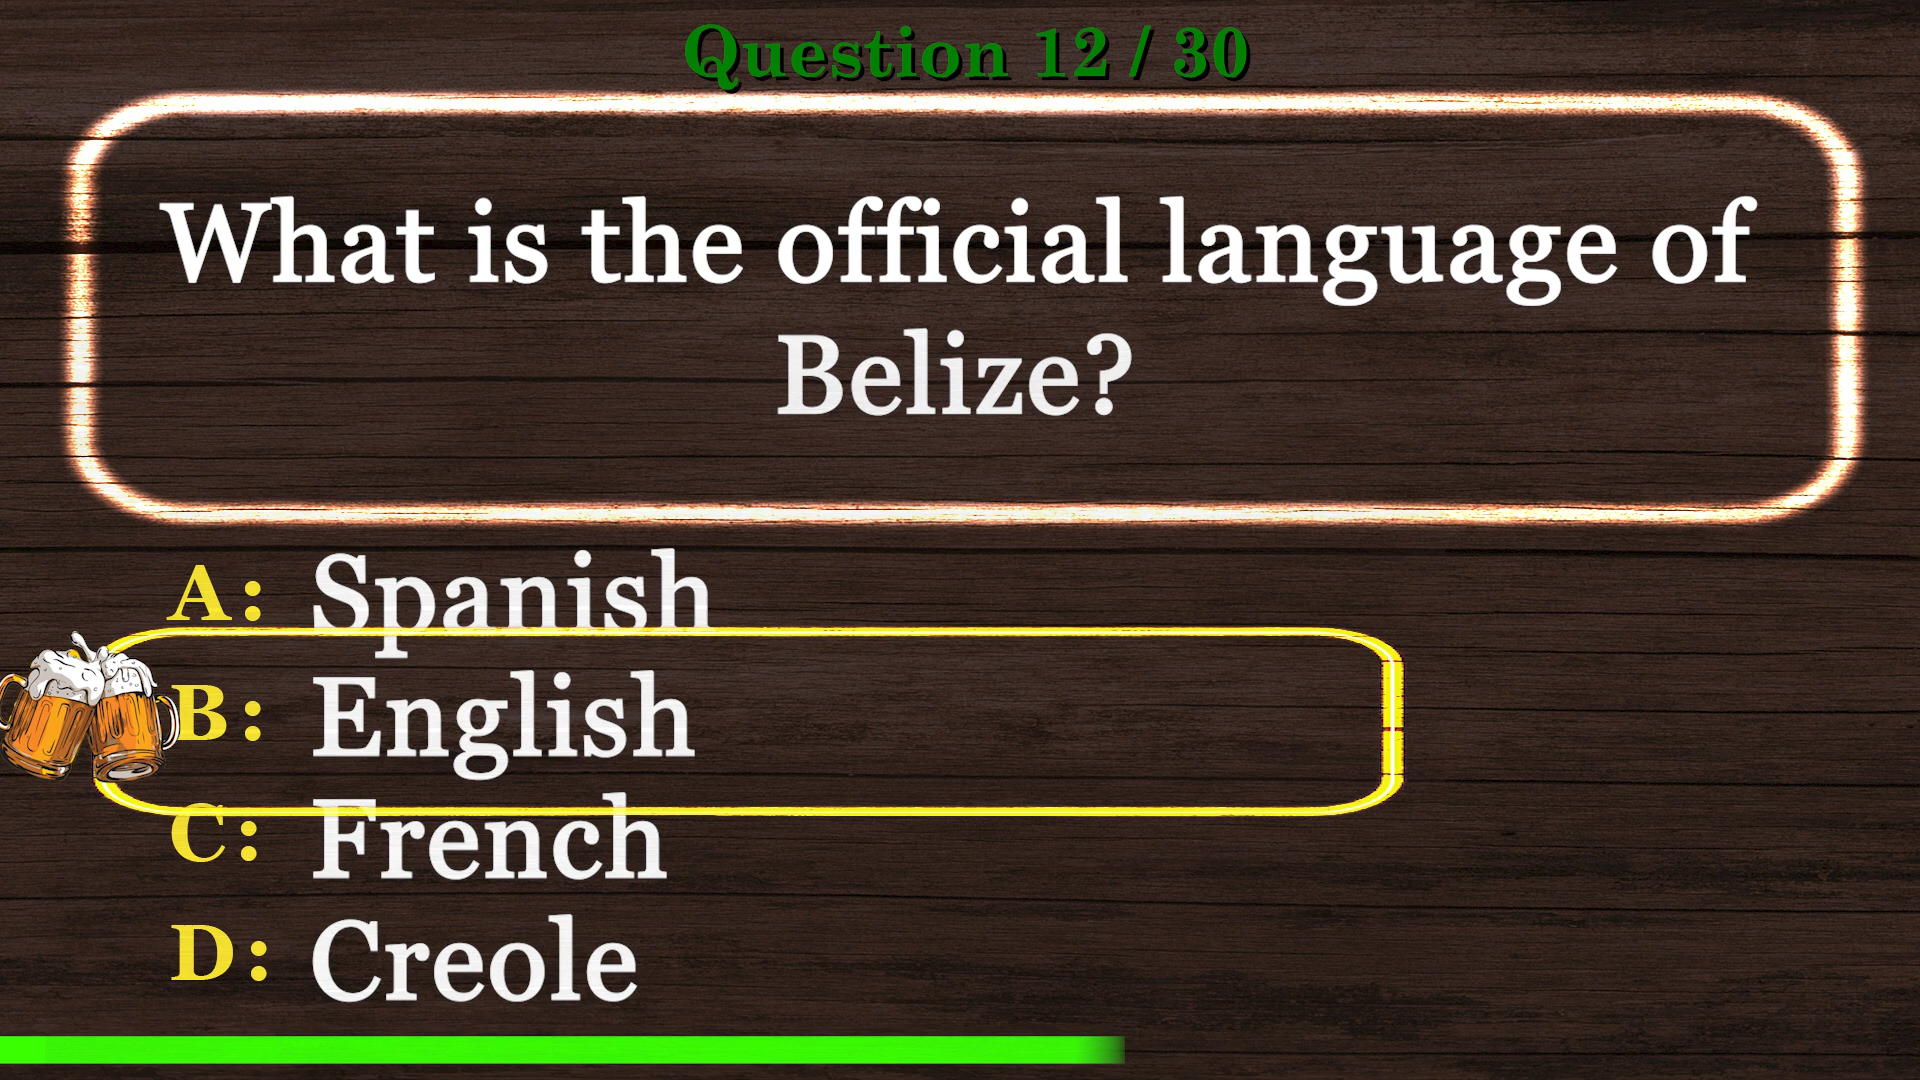 Question 12 / 30
What is the official language of
Belize?
A: Spanish
B: English
C: French
D: Creole